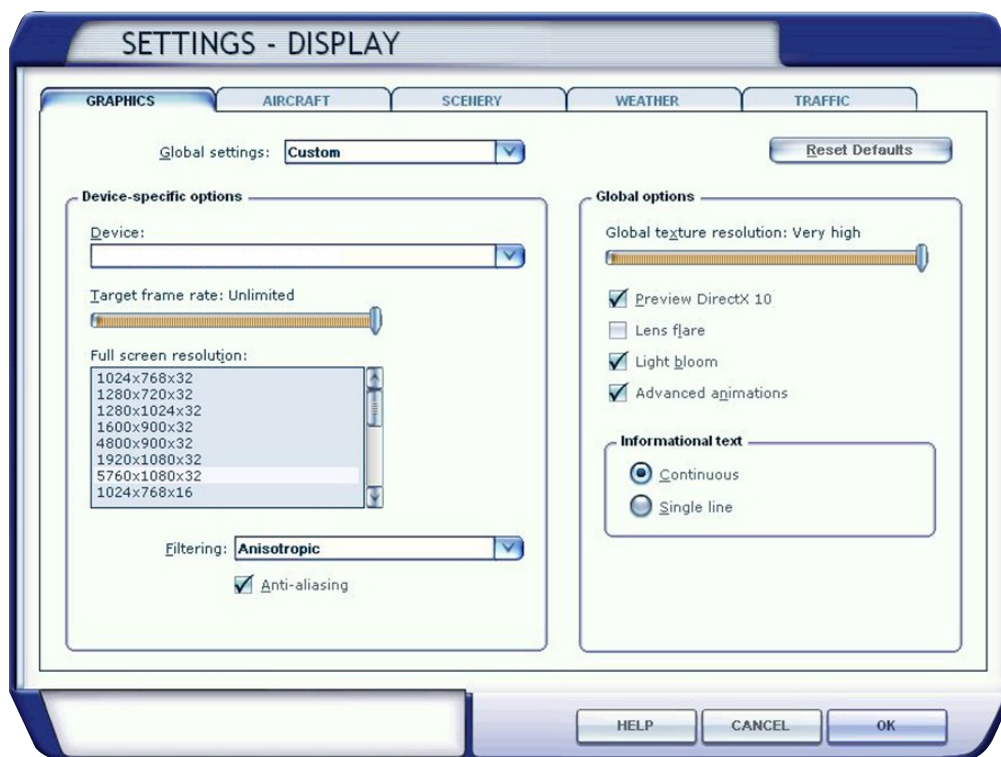 SETTINGS - DISPLAY
GRAPHICS
AIRCRAFT
SCENERY
WEATHER
TRAFFIC
Global settings: Custom
Reset Defaults
Device-specific options
Device:
Target frame rate: Unlimited
Full screen resolution:
1024x768x32
1280x720x32
1280x1024x32
1600x900x32
4800x900x32
1920x1080x32
5760x1080x32
1024x768x16
Filtering: Anisotropic
Anti-aliasing
Global options
Global texture resolution: Very high
Preview DirectX 10
Lens flare
Light bloom
Advanced animations
Informational text
Continuous
Single line
HELP
CANCEL
OK